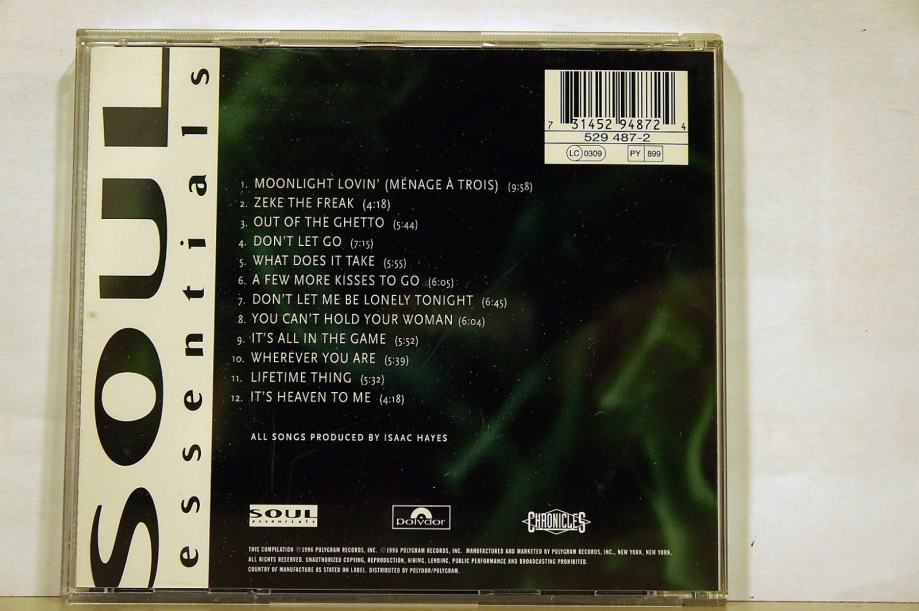 SOUL
essentials
7 31452 94872 4
529 487-2
LC 0309
PY 899
1. MOONLIGHT LOVIN' (MÉNAGE À TROIS) (9:58)
2. ZEKE THE FREAK (4:18)
3. OUT OF THE GHETTO (5:44)
4. DON'T LET GO (7:15)
5. WHAT DOES IT TAKE (5:55)
6. A FEW MORE KISSES TO GO (6:05)
7. DON'T LET ME BE LONELY TONIGHT (6:45)
8. YOU CAN'T HOLD YOUR WOMAN (6:04)
9. IT'S ALL IN THE GAME (5:52)
10. WHEREVER YOU ARE (5:39)
11. LIFETIME THING (5:32)
12. IT'S HEAVEN TO ME (4:18)
ALL SONGS PRODUCED BY ISAAC HAYES
SOUL
essentials
polydor
CHRONICLES
THIS COMPILATION ℗1996 POLYGRAM RECORDS, INC. ©1996 POLYGRAM RECORDS, INC. MANUFACTURED AND MARKETED BY POLYGRAM RECORDS, INC., NEW YORK, NEW YORK.
ALL RIGHTS RESERVED. UNAUTHORIZED COPYING, REPRODUCTION, HIRING, LENDING, PUBLIC PERFORMANCE AND BROADCASTING PROHIBITED.
COUNTRY OF MANUFACTURE AS STATED ON LABEL. DISTRIBUTED BY POLYDOR/POLYGRAM.